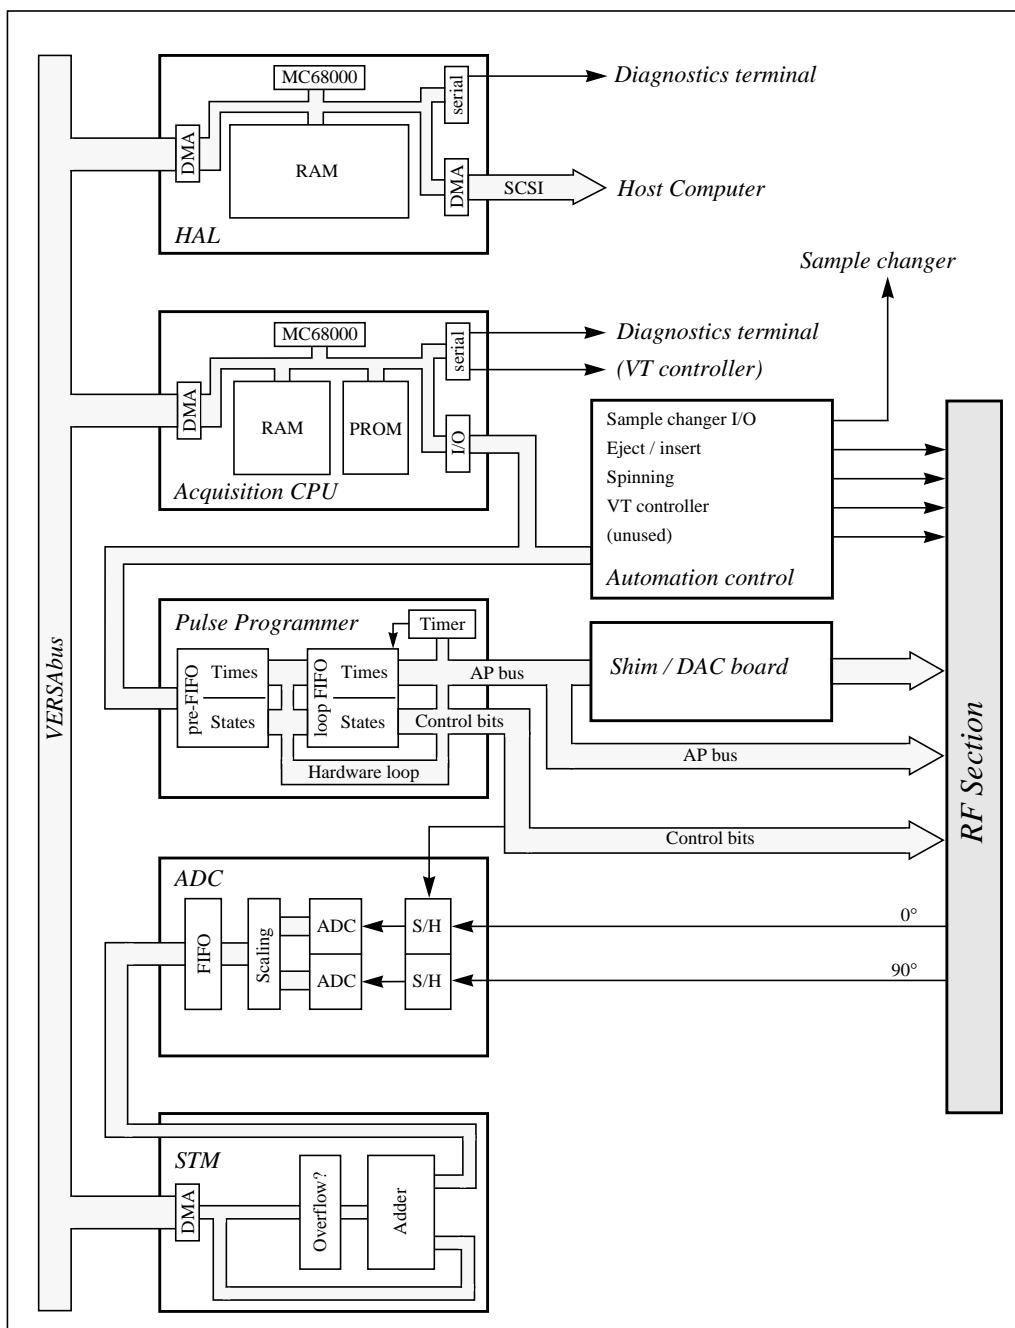 VERSAbus
MC68000
serial
Diagnostics terminal
DMA
RAM
DMA
SCSI
Host Computer
HAL
Sample changer
MC68000
serial
Diagnostics terminal
(VT controller)
DMA
RAM
PROM
I/O
Acquisition CPU
Sample changer I/O
Eject / insert
Spinning
VT controller
(unused)
Automation control
Pulse Programmer
Timer
pre-FIFO
Times
States
loop FIFO
Times
States
AP bus
Control bits
Hardware loop
Shim / DAC board
AP bus
Control bits
RF Section
ADC
FIFO
Scaling
ADC
S/H
0°
ADC
S/H
90°
STM
DMA
Overflow?
Adder